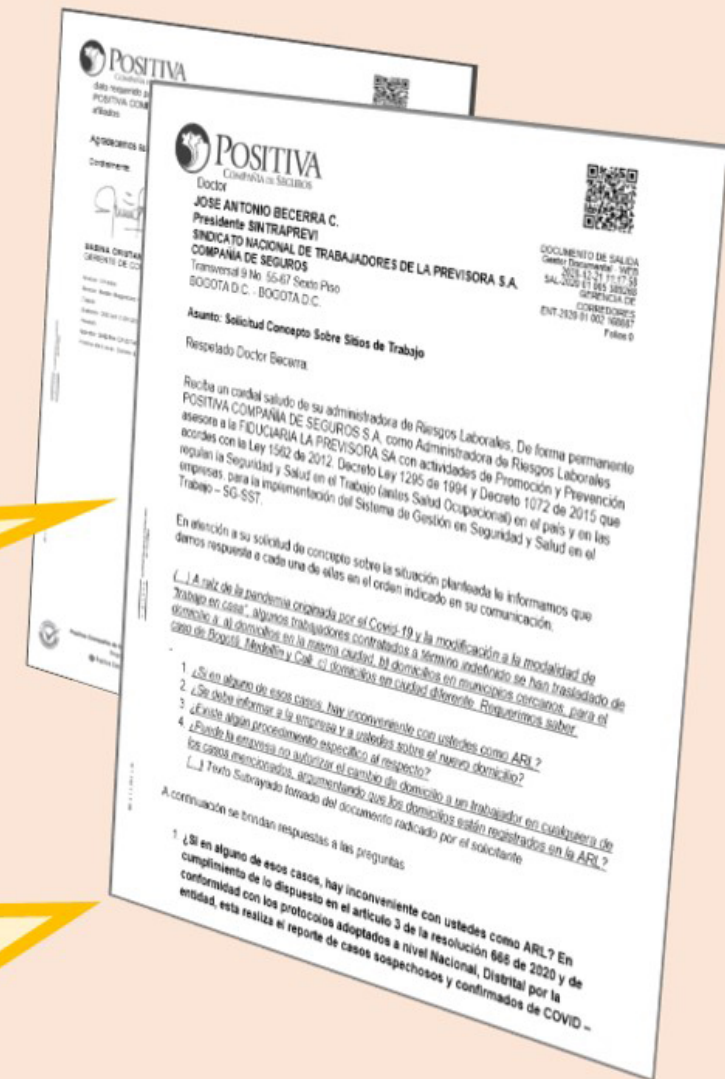 POSITIVA
COMPAÑÍA DE SEGUROS
POSITIVA
afiliados
Cordialmente
POSITIVA
COMPAÑÍA DE SEGUROS
Doctor
JOSE ANTONIO BECERRA C.
Presidente SINTRAPREVI
SINDICATO NACIONAL DE TRABAJADORES DE LA PREVISORA S.A.
COMPAÑÍA DE SEGUROS
Transversal 9 No. 55-67 Sexto Piso
BOGOTA D.C. - BOGOTA D.C.
DOCUMENTO DE SALIDA
Gestor Documental - WEB
2020-12-21 11:17:58
GERENCIA DE
CORREDORES
Folios 0
Asunto: Solicitud Concepto Sobre Sitios de Trabajo
Respetado Doctor Becerra:
Reciba un cordial saludo de su administradora de Riesgos Laborales, De forma permanente
POSITIVA COMPAÑÍA DE SEGUROS S.A, como Administradora de Riesgos Laborales
asesora a la FIDUCIARIA LA PREVISORA SA con actividades de Promoción y Prevención
acordes con la Ley 1562 de 2012, Decreto Ley 1295 de 1994 y Decreto 1072 de 2015 que
regulan la Seguridad y Salud en el Trabajo (antes Salud Ocupacional) en el país y en las
empresas, para la implementación del Sistema de Gestión en Seguridad y Salud en el
Trabajo – SG-SST.
En atención a su solicitud de concepto sobre la situación planteada le informamos que
damos respuesta a cada una de ellas en el orden indicado en su comunicación.
(...) A raíz de la pandemia originada por el Covid-19 y la modificación a la modalidad de
"trabajo en casa", algunos trabajadores contratados a término indefinido se han trasladado de
domicilio a: a) domicilios en la misma ciudad, b) domicilios en municipios cercanos, para el
caso de Bogotá, Medellín y Cali, c) domicilios en ciudad diferente. Requerimos saber:
1. ¿Si en alguno de esos casos, hay inconveniente con ustedes como ARL?
2. ¿Se debe informar a la empresa y a ustedes sobre el nuevo domicilio?
3. ¿Existe algún procedimiento específico al respecto?
4. ¿Puede la empresa no autorizar el cambio de domicilio a un trabajador en cualquiera de
los casos mencionados, argumentando que los domicilios están registrados en la ARL?
(...) Texto Subrayado tomado del documento radicado por el solicitante
A continuación se brindan respuestas a las preguntas
1. ¿Si en alguno de esos casos, hay inconveniente con ustedes como ARL? En
cumplimiento de lo dispuesto en el artículo 3 de la resolución 666 de 2020 y de
conformidad con los protocolos adoptados a nivel Nacional, Distrital por la
entidad, esta realiza el reporte de casos sospechosos y confirmados de COVID –